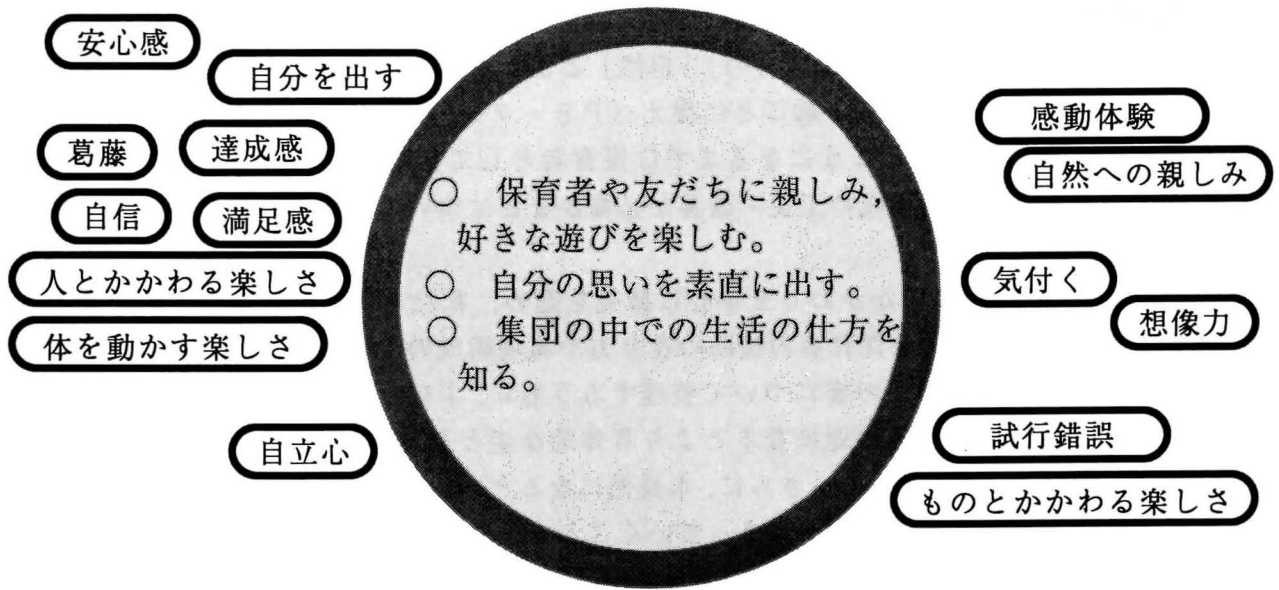 安心感
自分を出す
葛藤
達成感
自信
満足感
人とかかわる楽しさ
体を動かす楽しさ
自立心
○ 保育者や友だちに親しみ,
好きな遊びを楽しむ。
○ 自分の思いを素直に出す。
○ 集団の中での生活の仕方を
知る。
感動体験
自然への親しみ
気付く
想像力
試行錯誤
ものとかかわる楽しさ